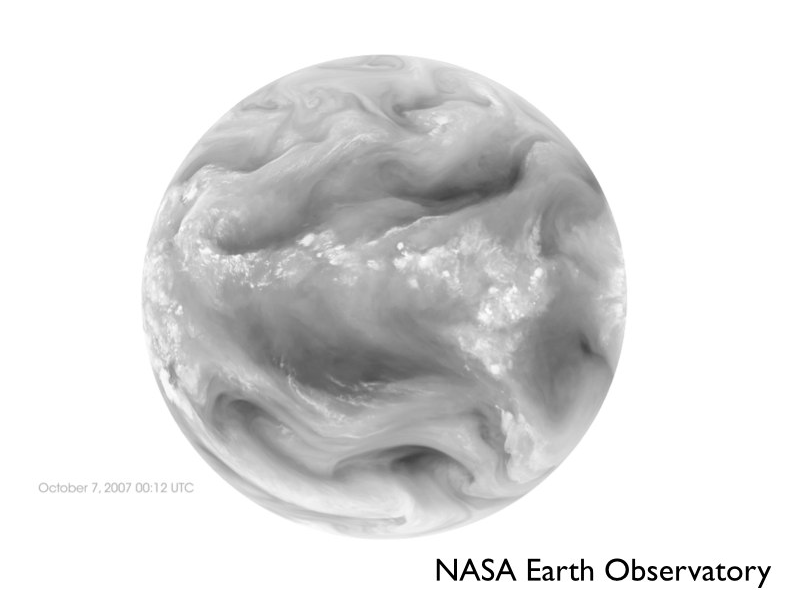 October 7, 2007 00:12 UTC
NASA Earth Observatory